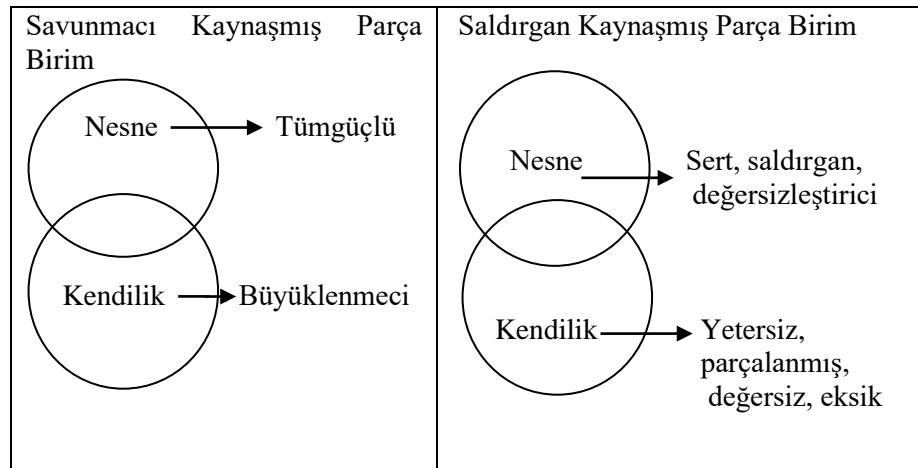 Savunmacı Kaynaşmış Parça
Birim
Nesne Tümgüçlü
Kendilik Büyüklenmeci
Saldırgan Kaynaşmış Parça Birim
Nesne Sert, saldırgan,
değersizleştirici
Kendilik Yetersiz,
parçalanmış,
değersiz, eksik